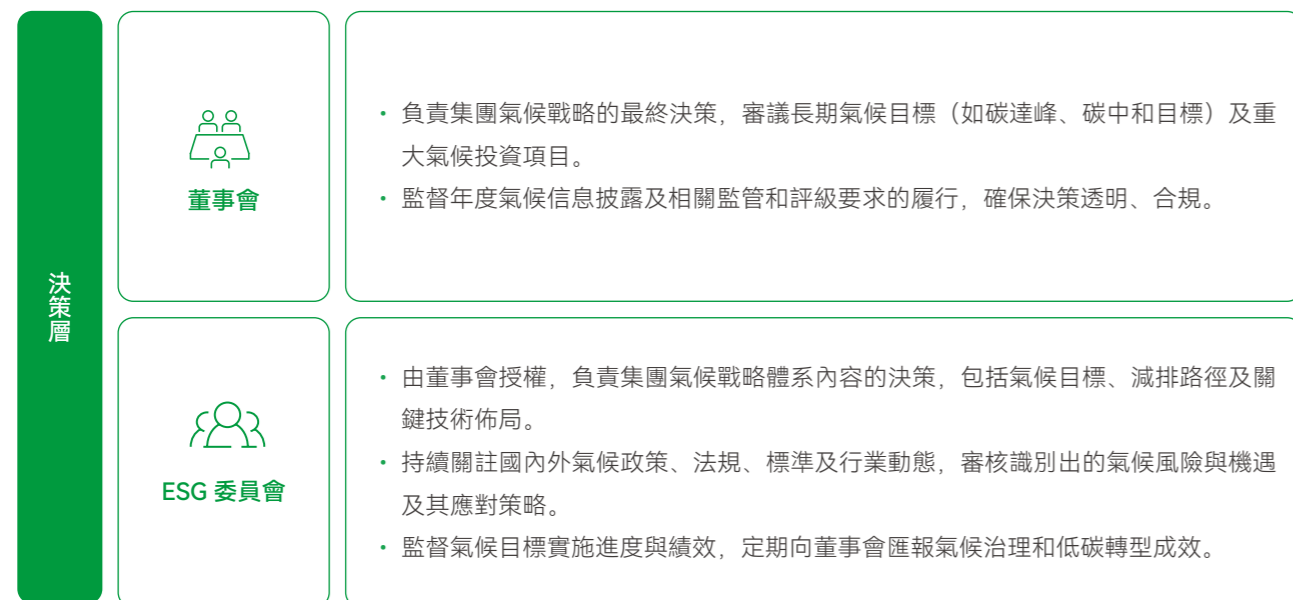 決策層
董事會
• 負責集團氣候戰略的最終決策，審議長期氣候目標（如碳達峰、碳中和目標）及重
大氣候投資項目。
• 監督年度氣候信息披露及相關監管和評級要求的履行，確保決策透明、合規。
ESG 委員會
• 由董事會授權，負責集團氣候戰略體系內容的決策，包括氣候目標、減排路徑及關
鍵技術佈局。
• 持續關註國內外氣候政策、法規、標準及行業動態，審核識別出的氣候風險與機遇
及其應對策略。
• 監督氣候目標實施進度與績效，定期向董事會匯報氣候治理和低碳轉型成效。